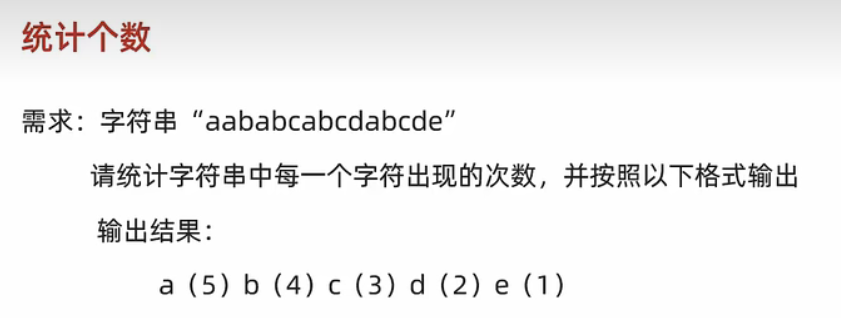 统计个数
需求：字符串“aababcabcdabcde”
请统计字符串中每一个字符出现的次数，并按照以下格式输出
输出结果：
a（5）b（4）c（3）d（2）e（1）